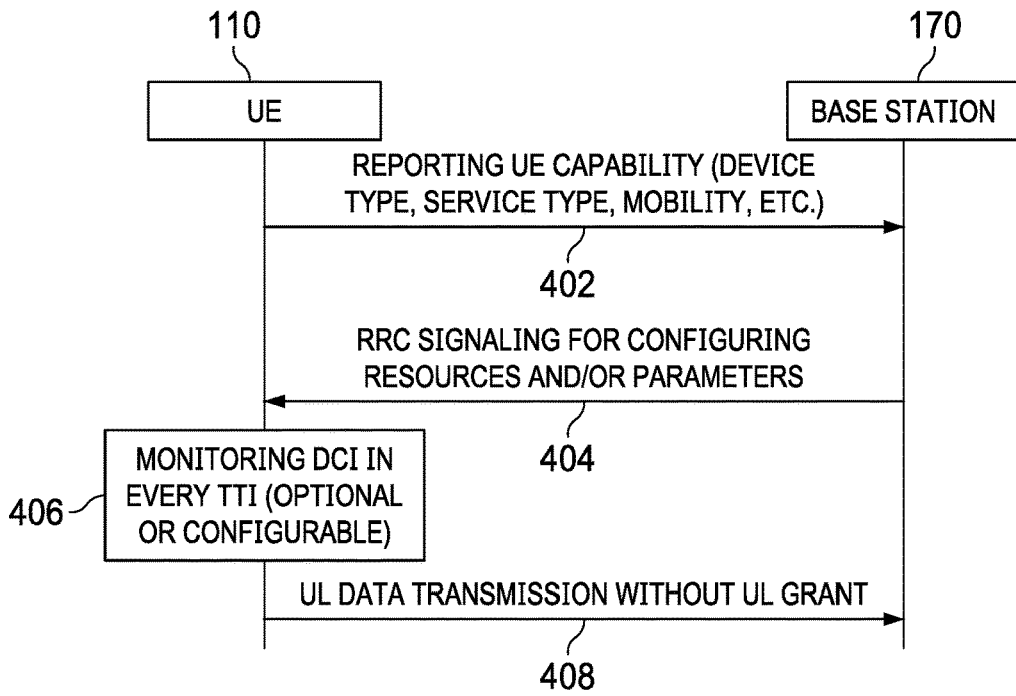 110
170
UE
BASE STATION
REPORTING UE CAPABILITY (DEVICE
TYPE, SERVICE TYPE, MOBILITY, ETC.)
402
RRC SIGNALING FOR CONFIGURING
RESOURCES AND/OR PARAMETERS
404
MONITORING DCI IN
EVERY TTI (OPTIONAL
OR CONFIGURABLE)
406
UL DATA TRANSMISSION WITHOUT UL GRANT
408